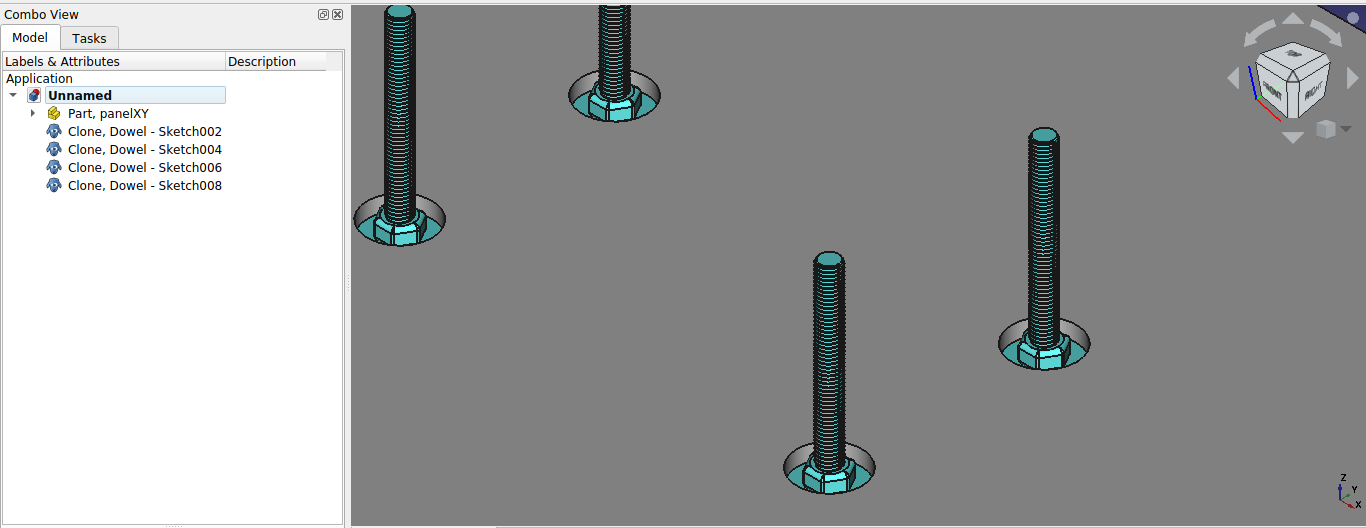 Combo View
Model Tasks
Labels & Attributes Description
Application
Unnamed
Part, panelXY
Clone, Dowel - Sketch002
Clone, Dowel - Sketch004
Clone, Dowel - Sketch006
Clone, Dowel - Sketch008
TOP
FRONT RIGHT
Z
Y
X